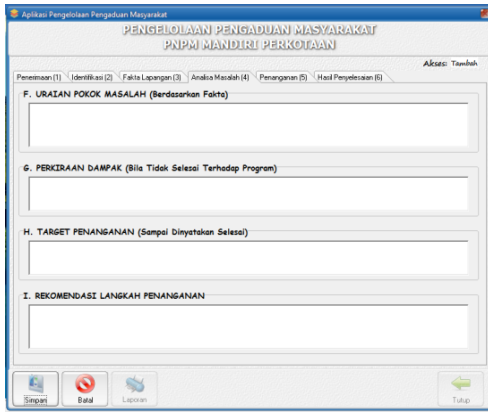 Aplikasi Pengelolaan Pengaduan Masyarakat
PENGELOLAAN PENGADUAN MASYARAKAT
PNPM MANDIRI PERKOTAAN
Akses: Tambah
Penerimaan (1) Identifikasi (2) Fakta Lapangan (3) Analisa Masalah (4) Penanganan (5) Hasil Penyelesaian (6)
F. URAIAN POKOK MASALAH (Berdasarkan Fakta)
G. PERKIRAAN DAMPAK (Bila Tidak Selesai Terhadap Program)
H. TARGET PENANGANAN (Sampai Dinyatakan Selesai)
I. REKOMENDASI LANGKAH PENANGANAN
Simpan Batal Laporan Tutup